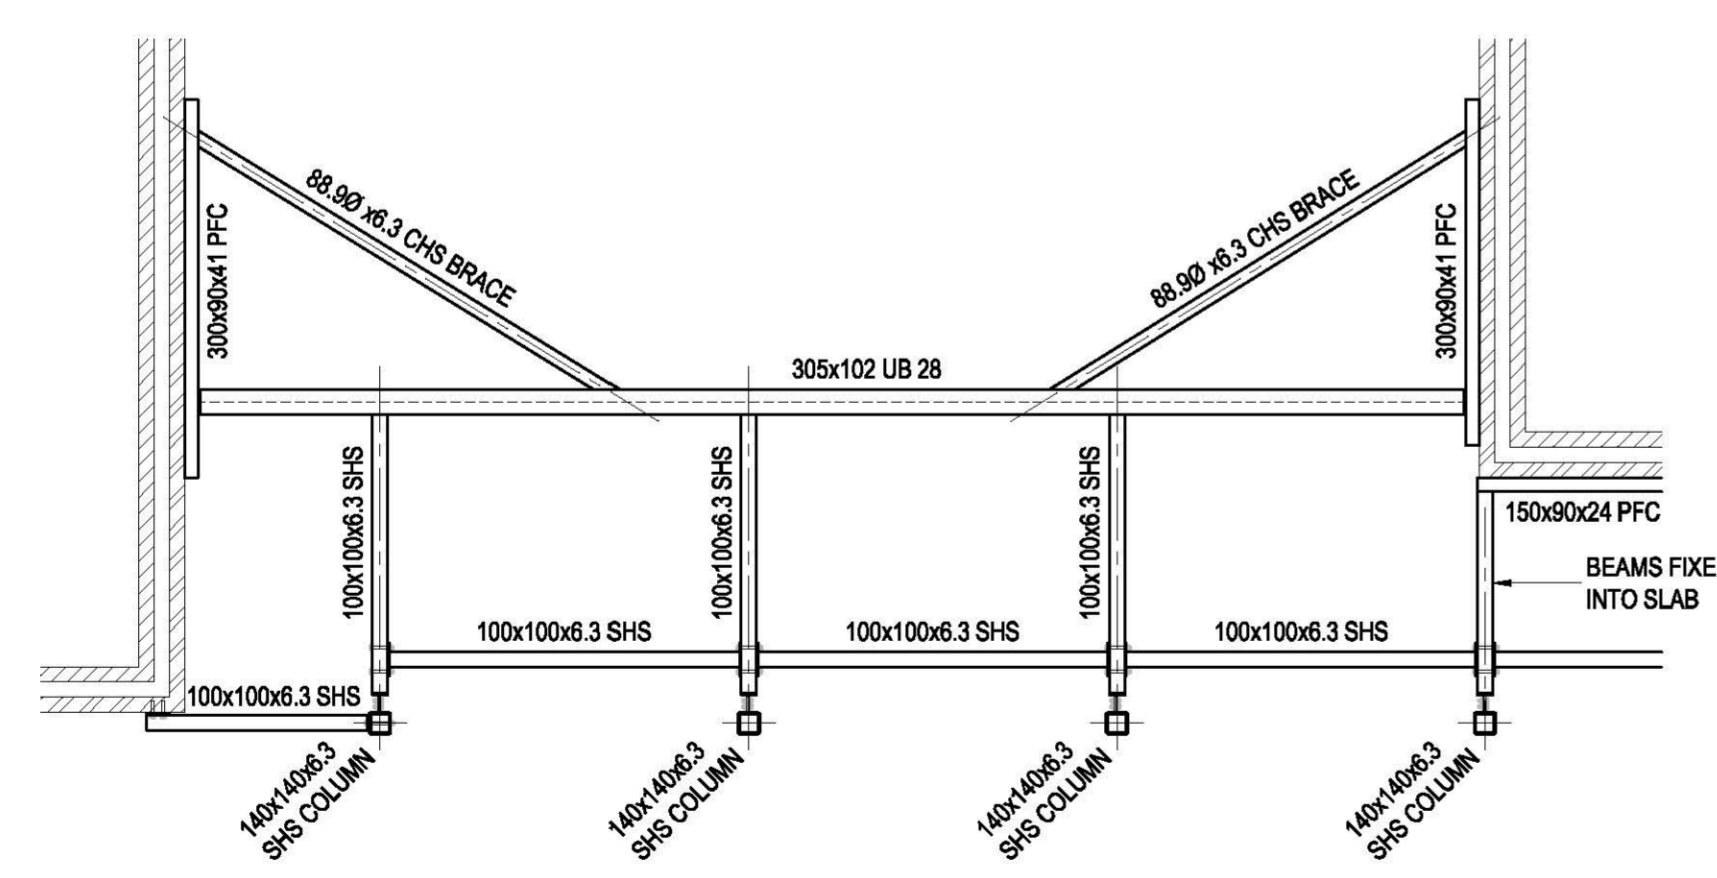 88.9Ø x6.3 CHS BRACE
88.9Ø x6.3 CHS BRACE
300x90x41 PFC
300x90x41 PFC
305x102 UB 28
100x100x6.3 SHS
100x100x6.3 SHS
100x100x6.3 SHS
150x90x24 PFC
BEAMS FIXE
INTO SLAB
100x100x6.3 SHS
100x100x6.3 SHS
100x100x6.3 SHS
100x100x6.3 SHS
140x140x6.3
SHS COLUMN
140x140x6.3
SHS COLUMN
140x140x6.3
SHS COLUMN
140x140x6.3
SHS COLUMN